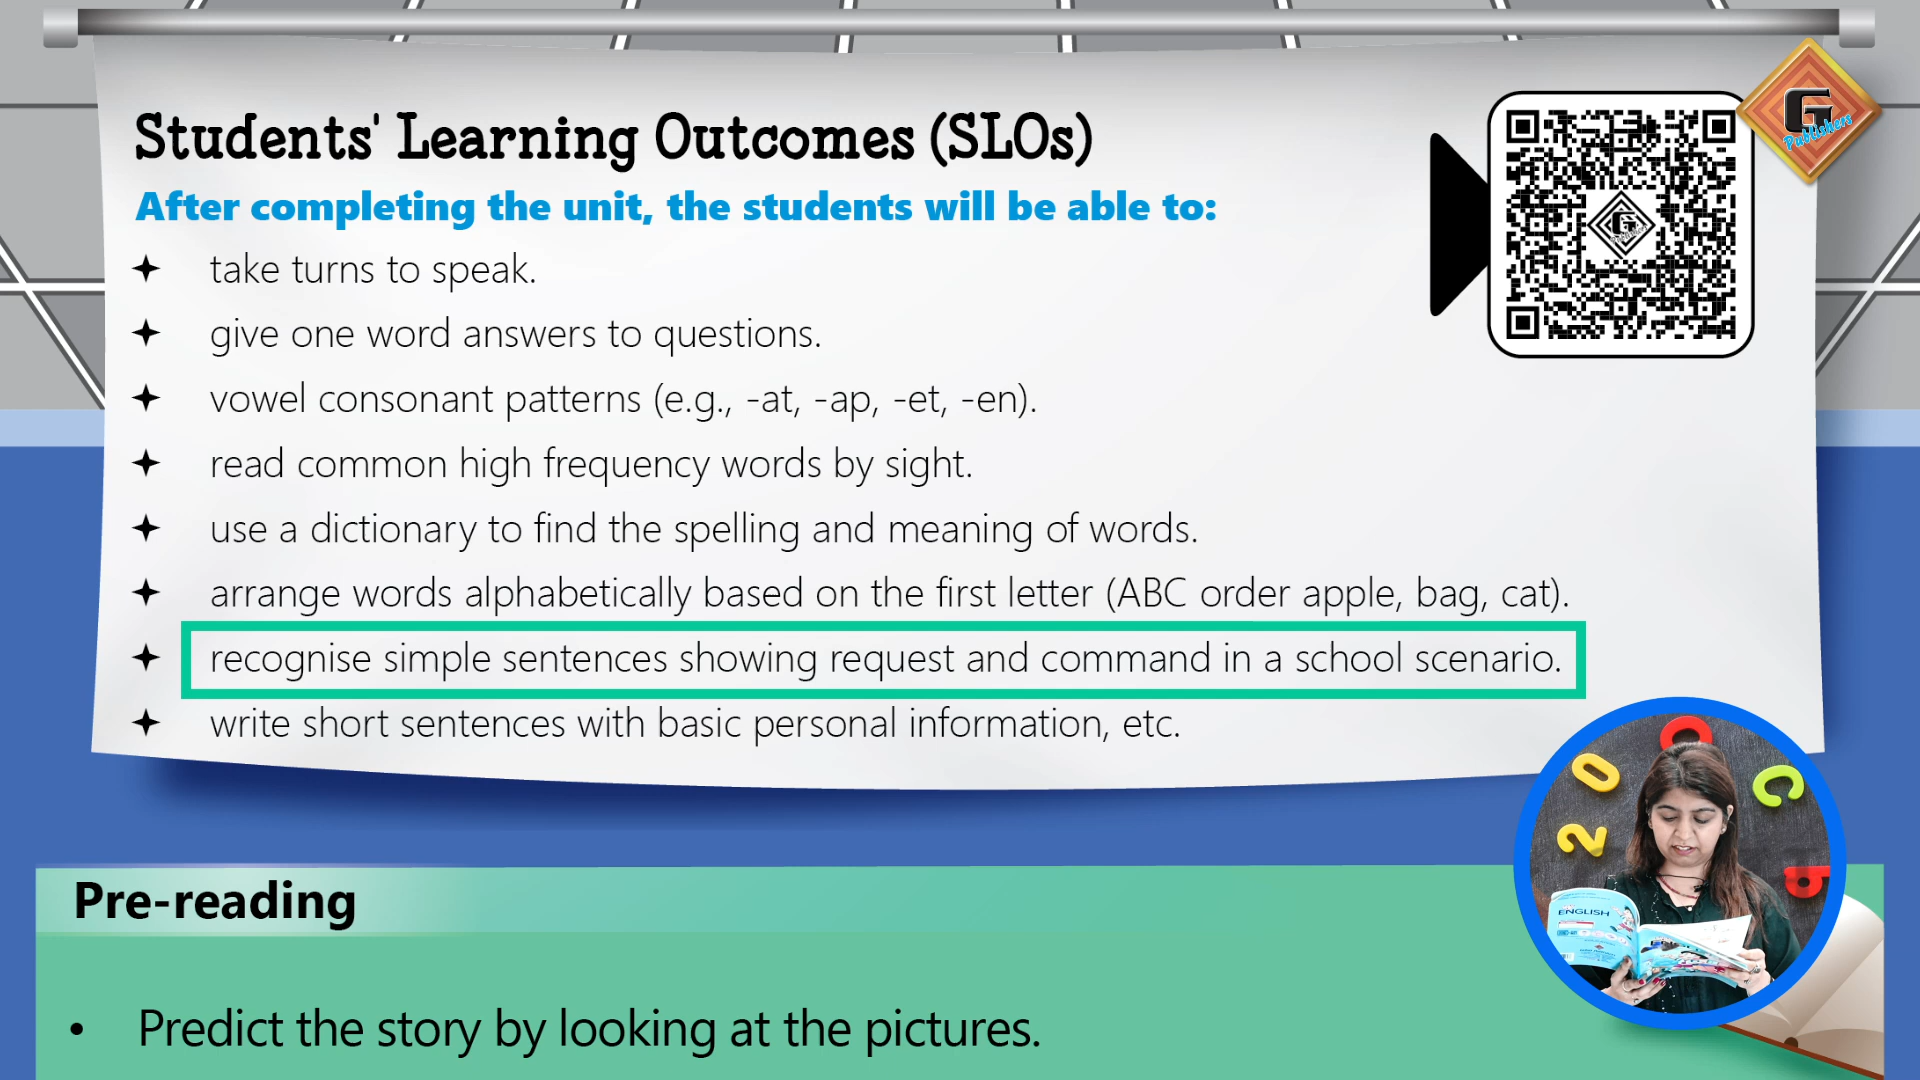 Students' Learning Outcomes (SLOs)
After completing the unit, the students will be able to:
take turns to speak.
give one word answers to questions.
vowel consonant patterns (e.g., -at, -ap, -et, -en).
read common high frequency words by sight.
use a dictionary to find the spelling and meaning of words.
arrange words alphabetically based on the first letter (ABC order apple, bag, cat).
recognise simple sentences showing request and command in a school scenario.
write short sentences with basic personal information, etc.
G
Publishers
ENGLISH
Pre-reading
• Predict the story by looking at the pictures.